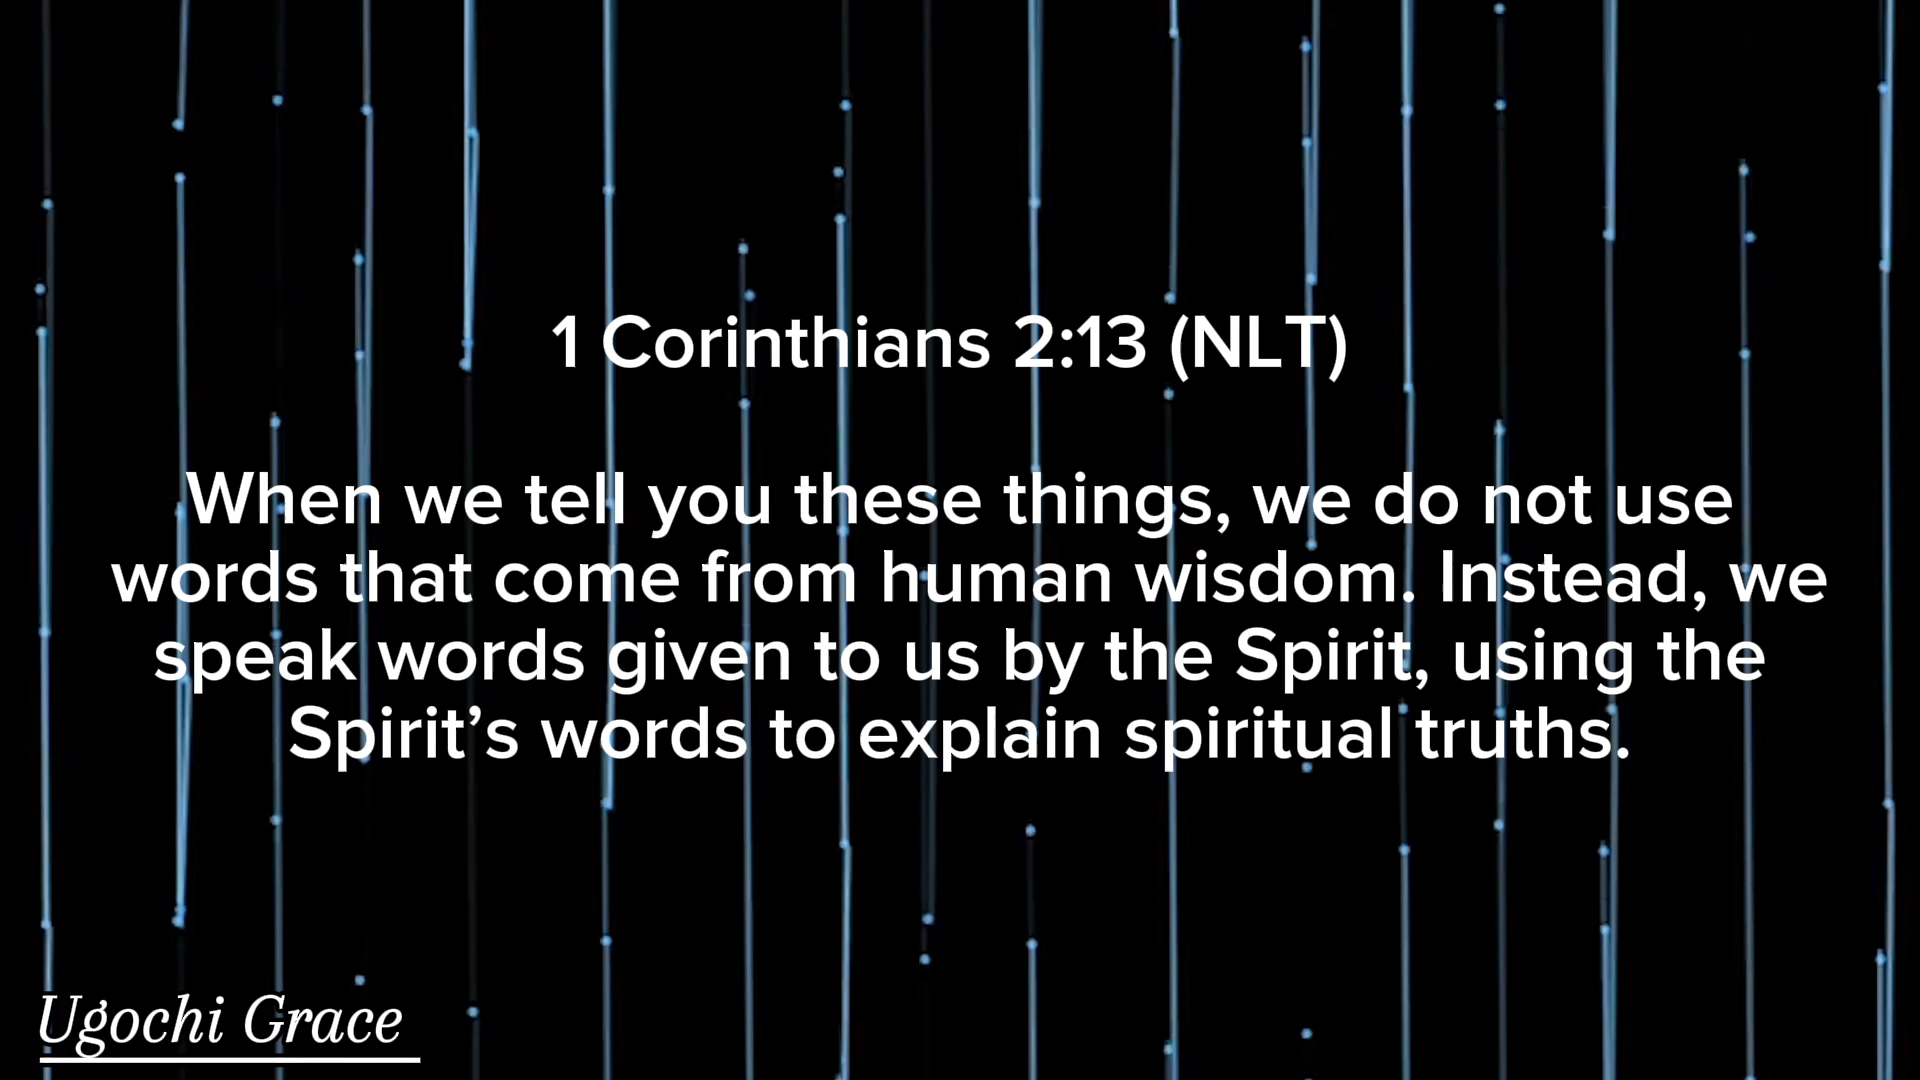 1 Corinthians 2:13 (NLT)
When we tell you these things, we do not use
words that come from human wisdom. Instead, we
speak words given to us by the Spirit, using the
Spirit’s words to explain spiritual truths.
Ugochi Grace